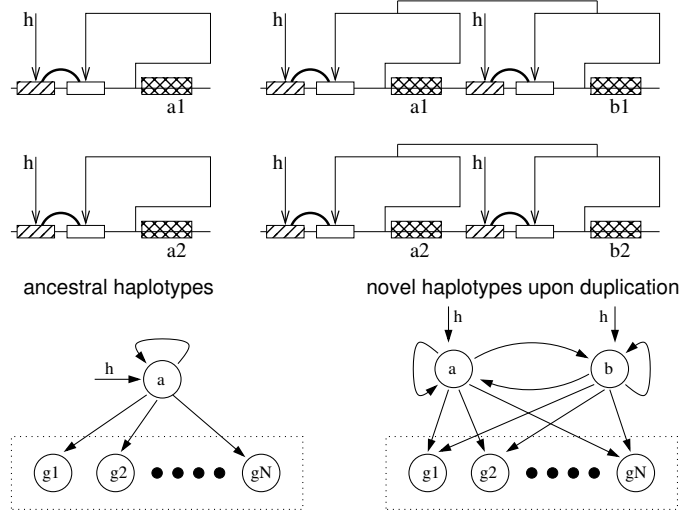 h h h
a1 a1 b1
h h h
a2 a2 b2
ancestral haplotypes novel haplotypes upon duplication
h h
h a a b
g1 g2 gN g1 g2 gN